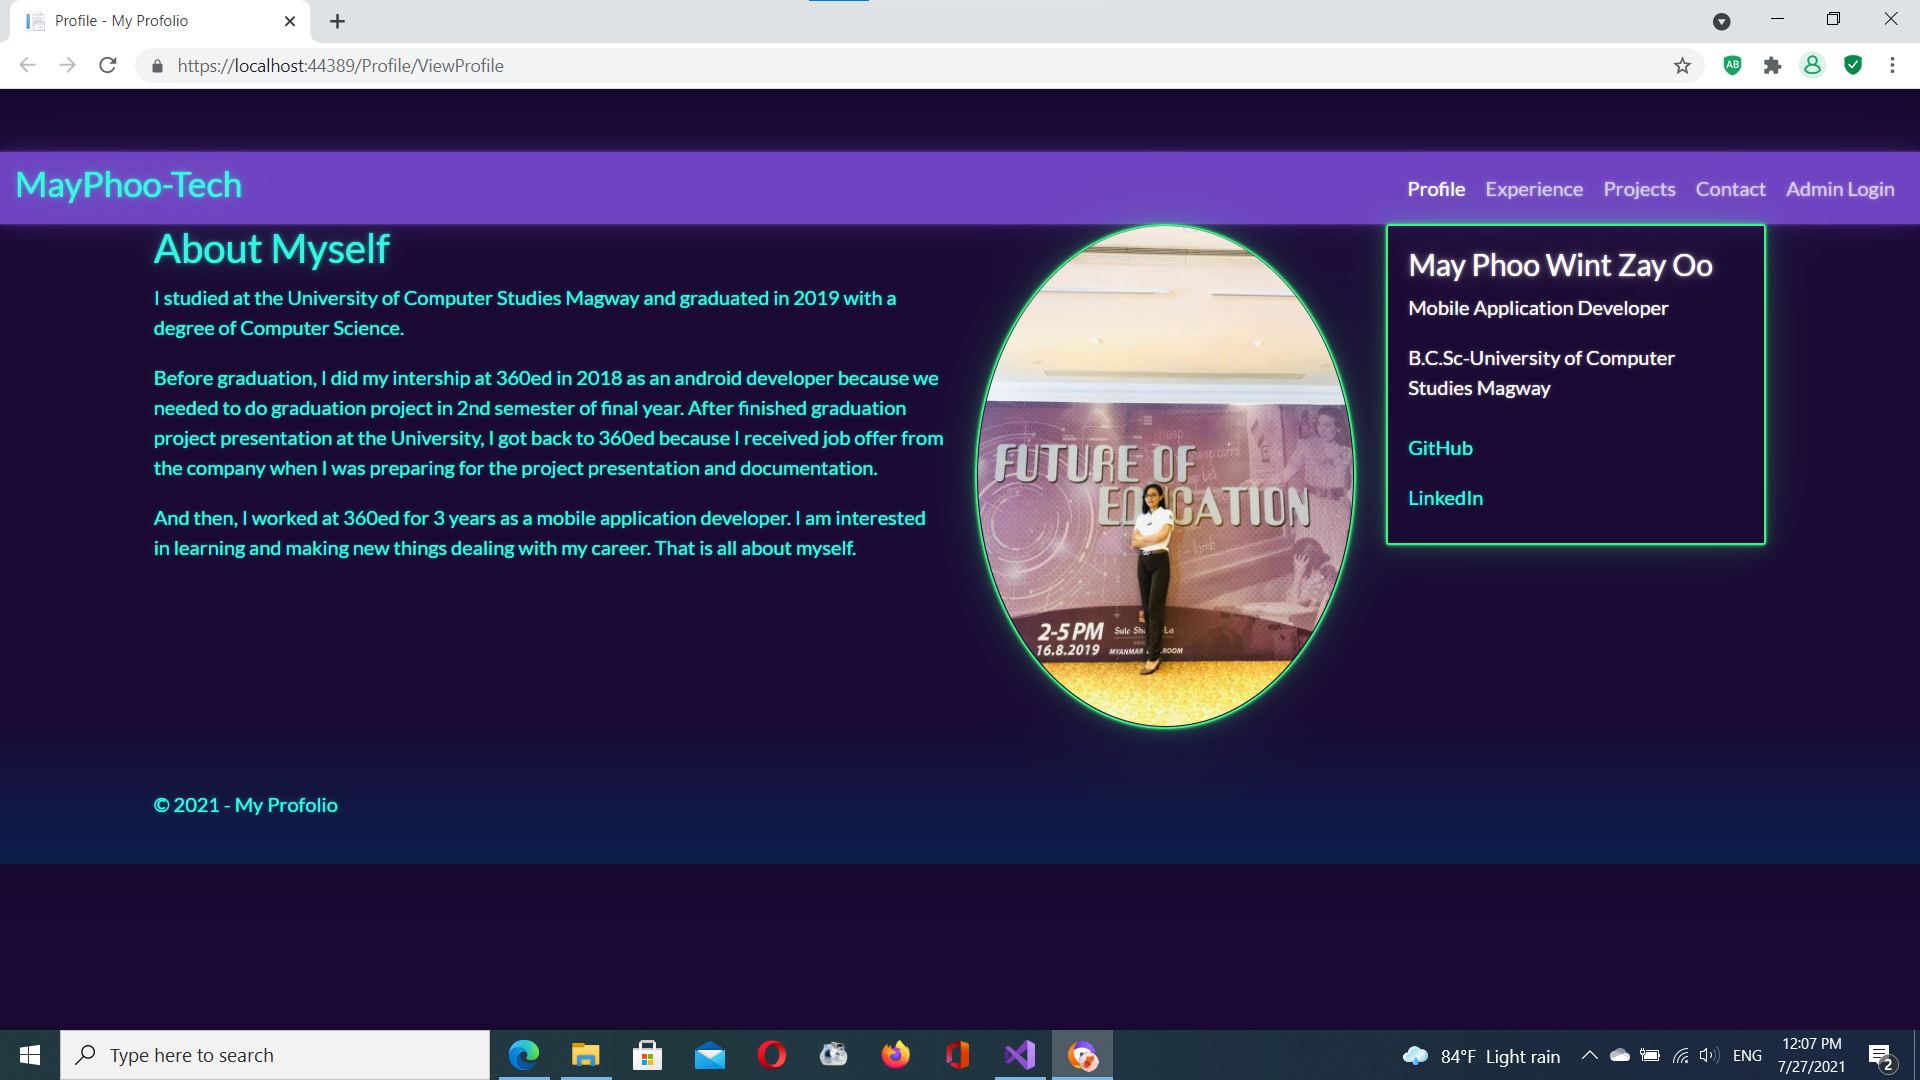 Profile - My Profolio
https://localhost:44389/Profile/ViewProfile
AB
MayPhoo-Tech
Profile Experience Projects Contact Admin Login
About Myself
I studied at the University of Computer Studies Magway and graduated in 2019 with a
degree of Computer Science.
Before graduation, I did my intership at 360ed in 2018 as an android developer because we
needed to do graduation project in 2nd semester of final year. After finished graduation
project presentation at the University, I got back to 360ed because I received job offer from
the company when I was preparing for the project presentation and documentation.
And then, I worked at 360ed for 3 years as a mobile application developer. I am interested
in learning and making new things dealing with my career. That is all about myself.
FUTURE OF
EDUCATION
2-5 PM
16.8.2019
Sule
MYANMAR
May Phoo Wint Zay Oo
Mobile Application Developer
B.C.Sc-University of Computer
Studies Magway
GitHub
LinkedIn
© 2021 - My Profolio
Type here to search
84°F Light rain
ENG
12:07 PM
7/27/2021
2